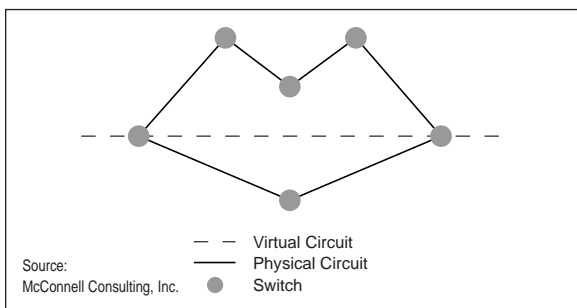 Virtual Circuit
Physical Circuit
Switch
Source:
McConnell Consulting, Inc.